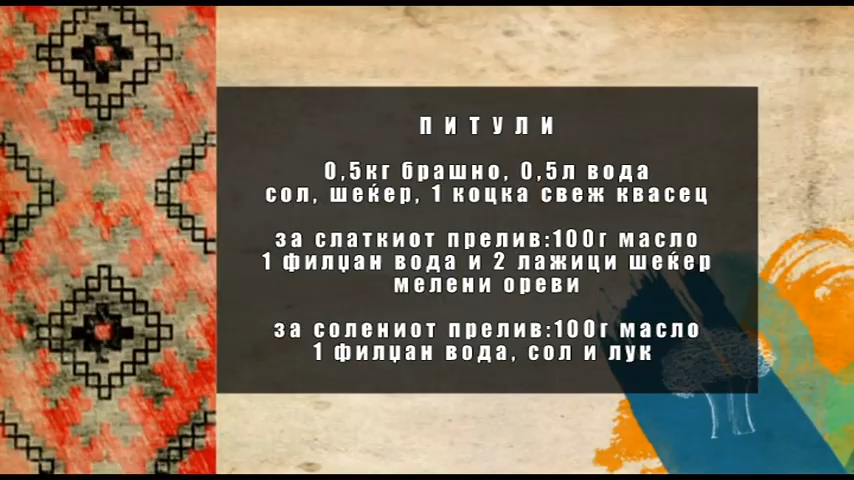 ПИТУЛИ
0,5кг брашно, 0,5л вода
сол, шеќер, 1 коцка свеж квасец
за слаткиот прелив:100г масло
1 филџан вода и 2 лажици шеќер
мелени ореви
за солениот прелив:100г масло
1 филџан вода, сол и лук